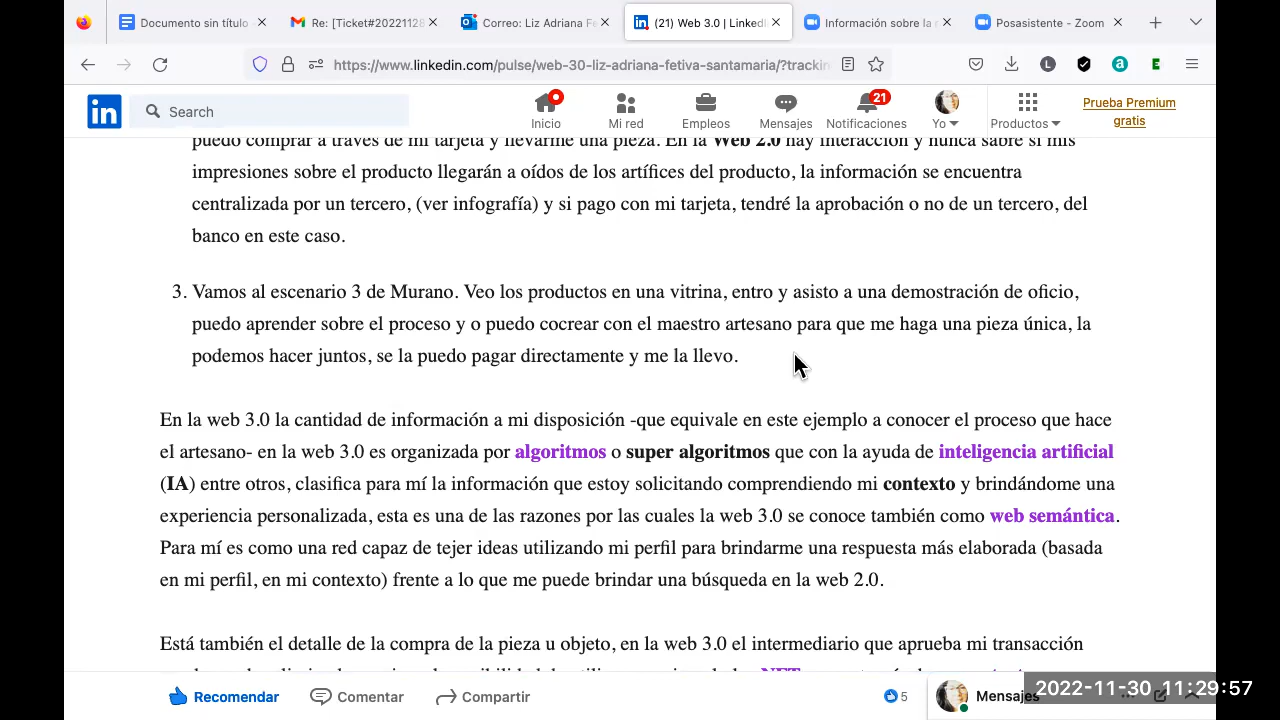 Documento sin título
Re: [Ticket#20221128
Correo: Liz Adriana Fe
(21) Web 3.0 | LinkedI
Información sobre la
Posasistente - Zoom
https://www.linkedin.com/pulse/web-30-liz-adriana-fetiva-santamaria/?trackin
L
a
E
in
Search
Inicio
Mi red
Empleos
Mensajes
21
Notificaciones
Yo
Productos
Prueba Premium
gratis
puedo comprar a través de mi tarjeta y llevarme una pieza. En la Web 2.0 hay interacción y nunca sabré si mis
impresiones sobre el producto llegarán a oídos de los artífices del producto, la información se encuentra
centralizada por un tercero, (ver infografía) y si pago con mi tarjeta, tendré la aprobación o no de un tercero, del
banco en este caso.
3. Vamos al escenario 3 de Murano. Veo los productos en una vitrina, entro y asisto a una demostración de oficio,
puedo aprender sobre el proceso y o puedo cocrear con el maestro artesano para que me haga una pieza única, la
podemos hacer juntos, se la puedo pagar directamente y me la llevo.
En la web 3.0 la cantidad de información a mi disposición -que equivale en este ejemplo a conocer el proceso que hace
el artesano- en la web 3.0 es organizada por algoritmos o super algoritmos que con la ayuda de inteligencia artificial
(IA) entre otros, clasifica para mí la información que estoy solicitando comprendiendo mi contexto y brindándome una
experiencia personalizada, esta es una de las razones por las cuales la web 3.0 se conoce también como web semántica.
Para mí es como una red capaz de tejer ideas utilizando mi perfil para brindarme una respuesta más elaborada (basada
en mi perfil, en mi contexto) frente a lo que me puede brindar una búsqueda en la web 2.0.
Está también el detalle de la compra de la pieza u objeto, en la web 3.0 el intermediario que aprueba mi transacción
Recomendar
Comentar
Compartir
5
Mensajes
2022-11-30 11:29:57